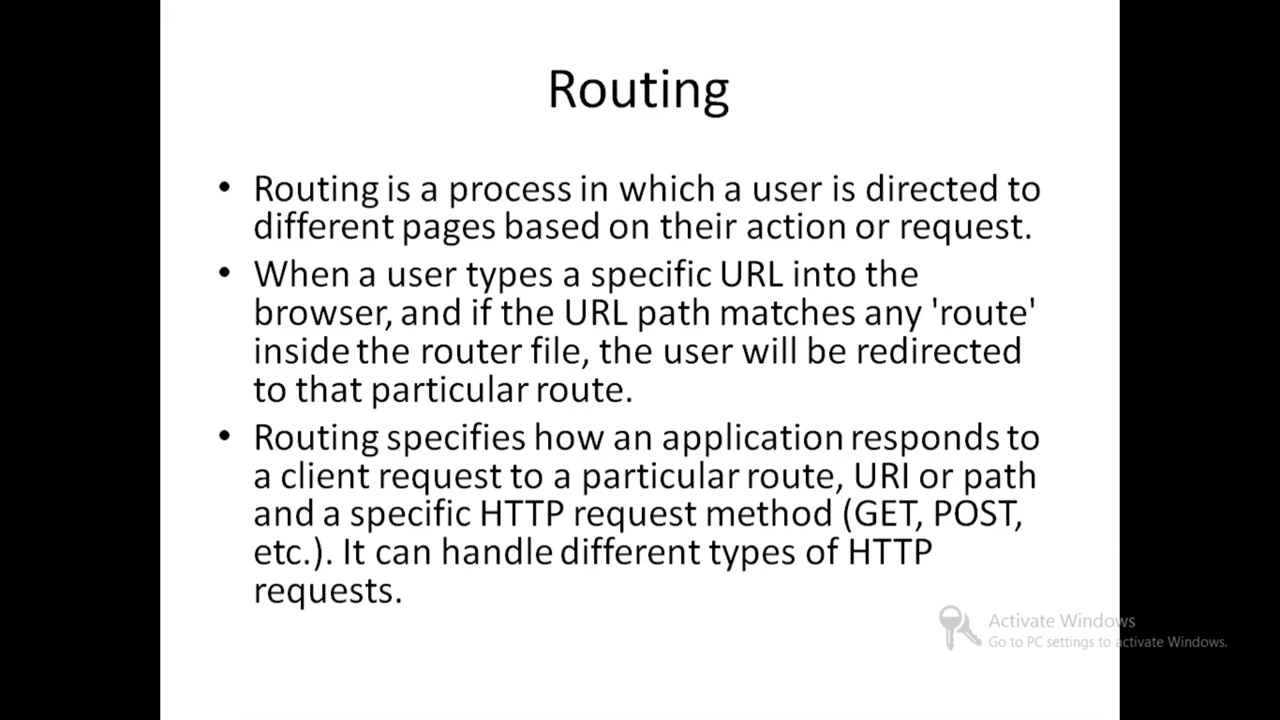 Routing
• Routing is a process in which a user is directed to
different pages based on their action or request.
• When a user types a specific URL into the
browser, and if the URL path matches any 'route'
inside the router file, the user will be redirected
to that particular route.
• Routing specifies how an application responds to
a client request to a particular route, URI or path
and a specific HTTP request method (GET, POST,
etc.). It can handle different types of HTTP
requests.
Activate Windows
Go to PC settings to activate Windows.